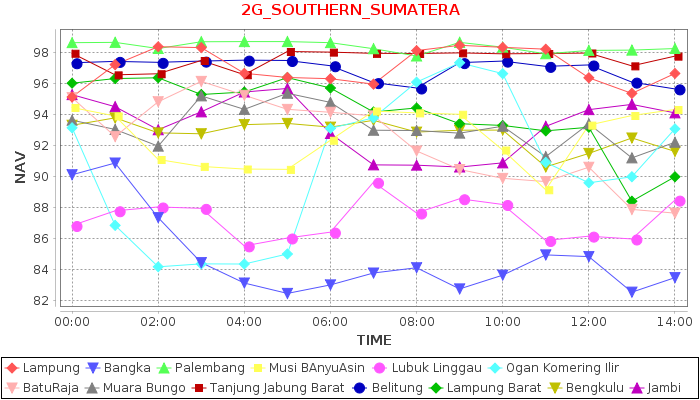 2G_SOUTHERN_SUMATERA
NAV
98
96
94
92
90
88
86
84
82
00:00 02:00 04:00 06:00 08:00 10:00 12:00 14:00
TIME
Lampung Bangka Palembang Musi BAnyuAsin Lubuk Linggau Ogan Komering Ilir
BatuRaja Muara Bungo Tanjung Jabung Barat Belitung Lampung Barat Bengkulu Jambi